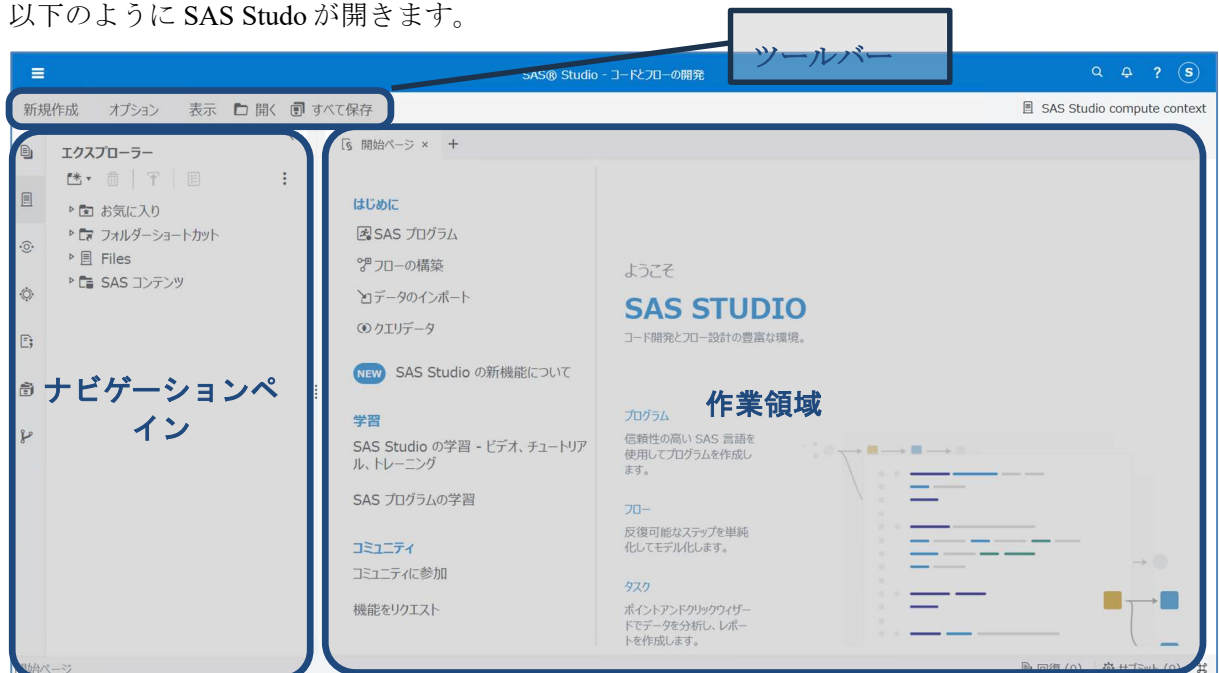 以下のように SAS Studo が開きます。
ツールバー
SAS® Studio - コードとフローの開発
?
S
新規作成 オプション 表示 開く すべて保存
SAS Studio compute context
エクスプローラー
お気に入り
フォルダーショートカット
Files
SAS コンテンツ
ナビゲーションペ
イン
開始ページ × +
はじめに
SAS プログラム
フローの構築
データのインポート
クエリデータ
NEW SAS Studio の新機能について
学習
SAS Studio の学習 - ビデオ、チュートリア
ル、トレーニング
SAS プログラムの学習
コミュニティ
コミュニティに参加
機能をリクエスト
ようこそ
SAS STUDIO
コード開発とフロー設計の豊富な環境。
作業領域
プログラム
信頼性の高い SAS 言語を
使用してプログラムを作成し
ます。
フロー
反復可能なステップを単純
化してモデル化します。
タスク
ポイントアンドクリックウィザー
ドでデータを分析し、レポー
トを作成します。
開始ページ
回復 (0) サブミット (0)